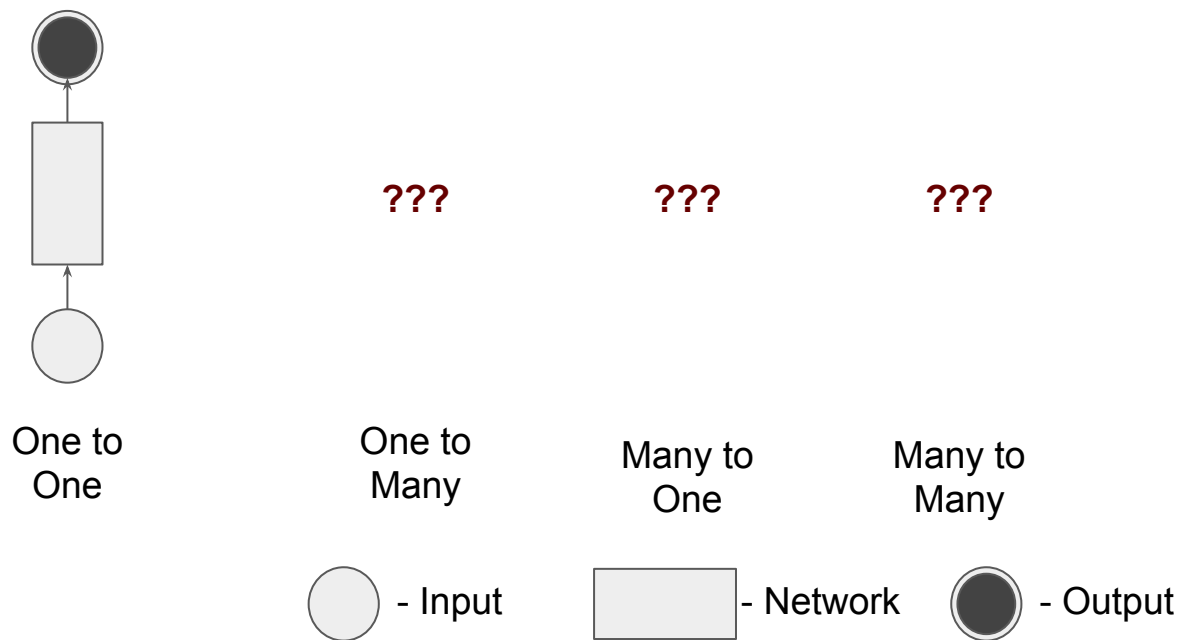 ???
???
???
One to
One
One to
Many
Many to
One
Many to
Many
- Input
- Network
- Output